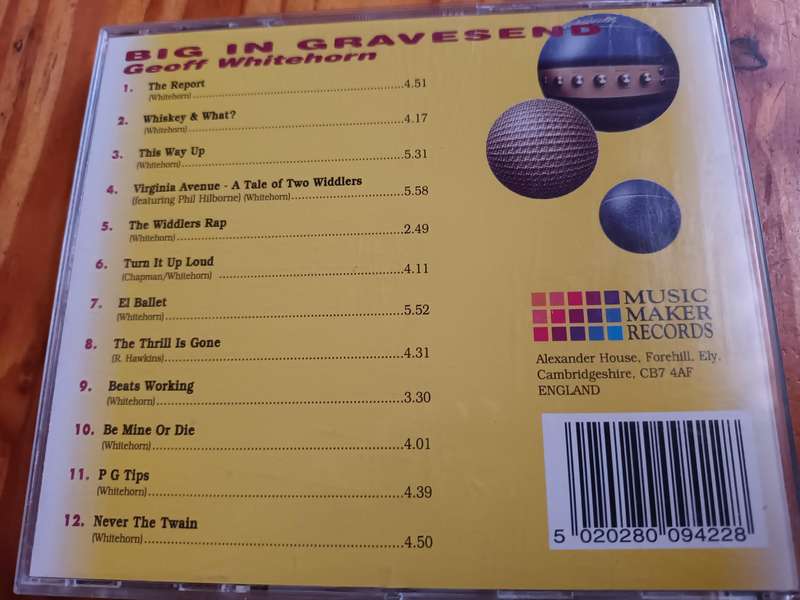 BIG IN GRAVESEND
Geoff Whitehorn
1. The Report
(Whitehorn)........4.51
2. Whiskey & What?
(Whitehorn)........4.17
3. This Way Up
(Whitehorn)........5.31
4. Virginia Avenue - A Tale of Two Widdlers
(featuring Phil Hilborne) (Whitehorn)........5.58
5. The Widdlers Rap
(Whitehorn)........2.49
6. Turn It Up Loud
(Chapman/Whitehorn) ........4.11
7. El Ballet
(Whitehorn)........5.52
8. The Thrill Is Gone
(R. Hawkins)........4.31
9. Beats Working
(Whitehorn)........3.30
10. Be Mine Or Die
(Whitehorn)........4.01
11. P G Tips
(Whitehorn)........4.39
12. Never The Twain
(Whitehorn)........4.50
MUSIC
MAKER
RECORDS
Alexander House, Forehill, Ely,
Cambridgeshire, CB7 4AF
ENGLAND
5 020280 094228